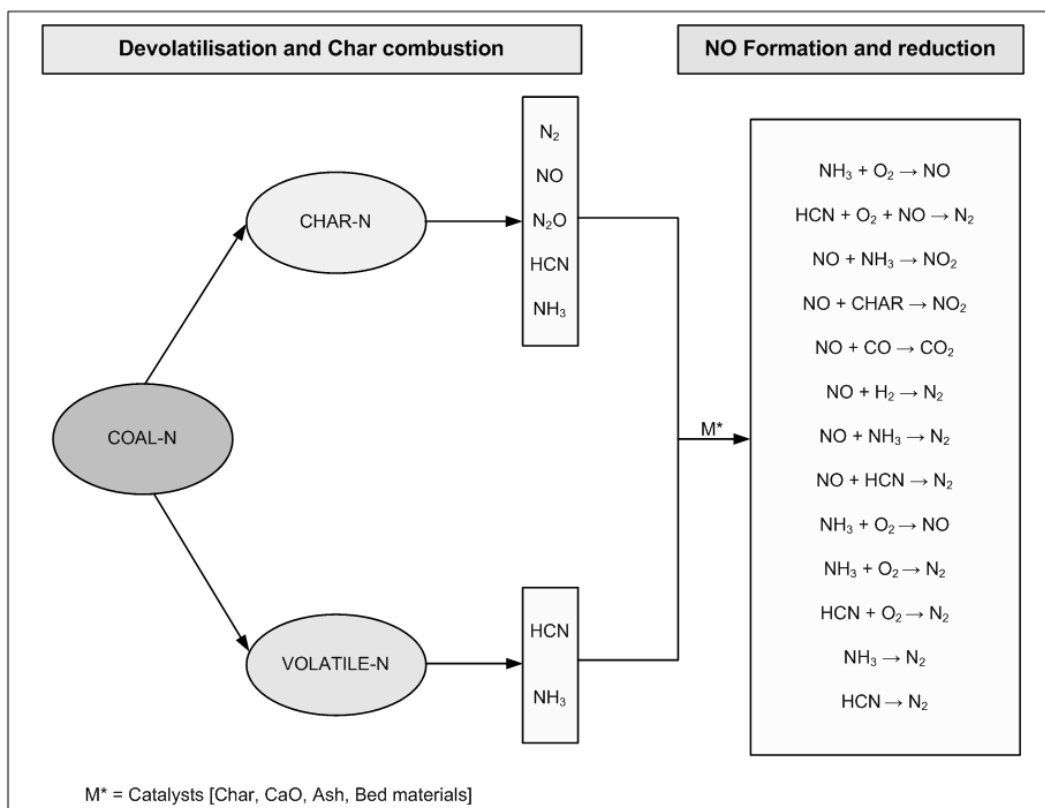 Devolatilisation and Char combustion
NO Formation and reduction
N₂
NO
N₂O
HCN
NH₃
CHAR-N
COAL-N
VOLATILE-N
HCN
NH₃
M*
NH₃ + O₂ → NO
HCN + O₂ + NO → N₂
NO + NH₃ → NO₂
NO + CHAR → NO₂
NO + CO → CO₂
NO + H₂ → N₂
NO + NH₃ → N₂
NO + HCN → N₂
NH₃ + O₂ → NO
NH₃ + O₂ → N₂
HCN + O₂ → N₂
NH₃ → N₂
HCN → N₂
M* = Catalysts [Char, CaO, Ash, Bed materials]